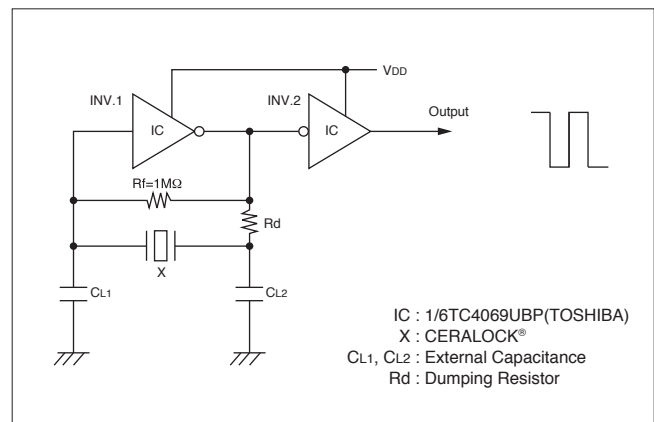 VDD
INV.1
INV.2
IC
IC
Output
Rf=1MΩ
Rd
X
CL1
CL2
IC : 1/6TC4069UBP(TOSHIBA)
X : CERALOCK®
CL1, CL2 : External Capacitance
Rd : Dumping Resistor